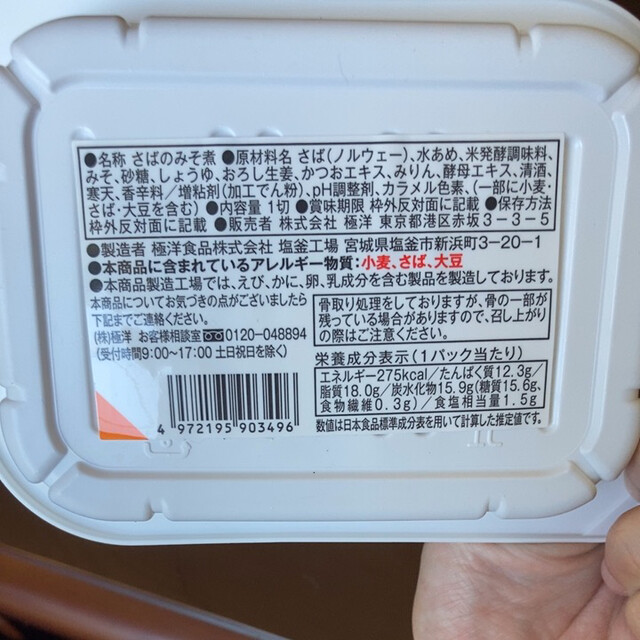 ●名称 さばのみそ煮 ●原材料名 さば(ノルウェー)、水あめ、米発酵調味料、
みそ、砂糖、しょうゆ、おろし生姜、かつおエキス、みりん、酵母エキス、清酒、
寒天、香辛料／増粘剤(加工でん粉)、pH調整剤、カラメル色素、(一部に小麦・
さば・大豆を含む) ●内容量 1切 ●賞味期限 枠外反対面に記載 ●保存方法
枠外反対面に記載 ●販売者 株式会社 極洋 東京都港区赤坂3－3－5
●製造者 極洋食品株式会社 塩釜工場 宮城県塩釜市新浜町3-20-1
●本商品に含まれているアレルギー物質：小麦、さば、大豆
●本商品製造工場では、えび、かに、卵、乳成分を含む製品を製造しております。
本商品についてお気づきの点がございましたら
下記までご連絡ください。
(株)極洋 お客様相談室 0120-048894
(受付時間9:00～17:00 土日祝日を除く)
骨取り処理をしておりますが、骨の一部が
残っている場合がありますので、召し上がり
の際はご注意ください。
栄養成分表示(1パック当たり)
エネルギー275kcal／たんぱく質12.3g／
脂質18.0g／炭水化物15.9g(糖質15.6g、
食物繊維0.3g)／食塩相当量1.5g
数値は日本食品標準成分表を用いて計算した推定値です。
4 972195 903496